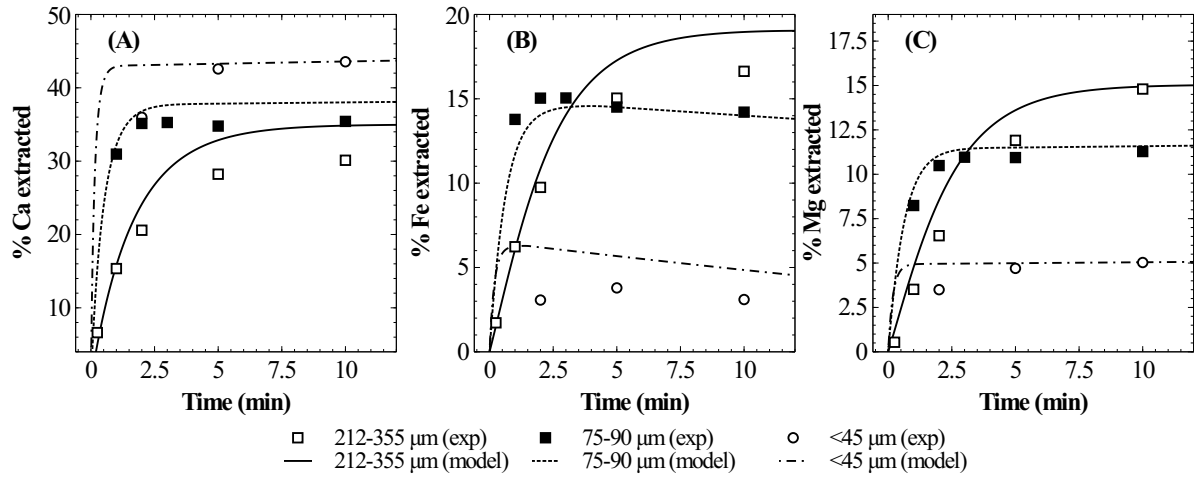 (A)
50
40
30
20
10
% Ca extracted
0
2.5
5
7.5
10
Time (min)
(B)
20
15
10
5
0
% Fe extracted
0
2.5
5
7.5
10
Time (min)
(C)
17.5
15
12.5
10
7.5
5
2.5
0
% Mg extracted
0
2.5
5
7.5
10
Time (min)
212-355 μm (exp)
75-90 μm (exp)
<45 μm (exp)
212-355 μm (model)
75-90 μm (model)
<45 μm (model)